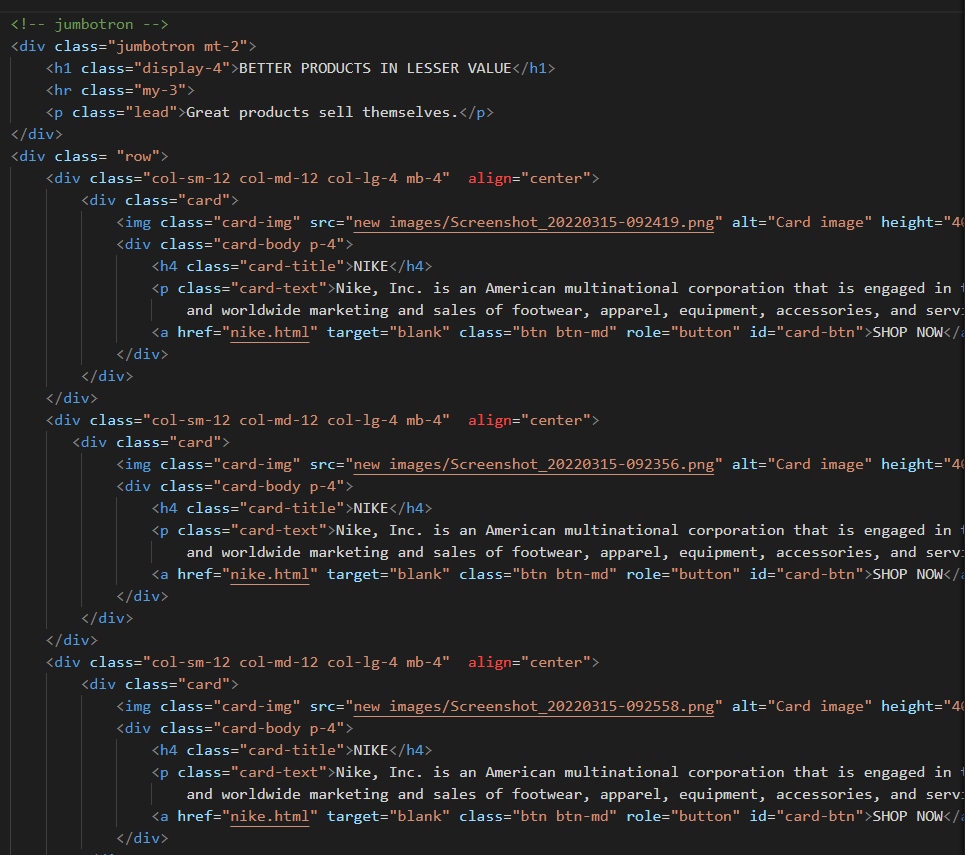 <!-- jumbotron -->
<div class="jumbotron mt-2">
<h1 class="display-4">BETTER PRODUCTS IN LESSER VALUE</h1>
<hr class="my-3">
<p class="lead">Great products sell themselves.</p>
</div>
<div class= "row">
<div class="col-sm-12 col-md-12 col-lg-4 mb-4"  align="center">
<div class="card">
<img class="card-img" src="new images/Screenshot_20220315-092419.png" alt="Card image" height="40
<div class="card-body p-4">
<h4 class="card-title">NIKE</h4>
<p class="card-text">Nike, Inc. is an American multinational corporation that is engaged in
and worldwide marketing and sales of footwear, apparel, equipment, accessories, and servi
<a href="nike.html" target="blank" class="btn btn-md" role="button" id="card-btn">SHOP NOW</a
</div>
</div>
</div>
<div class="col-sm-12 col-md-12 col-lg-4 mb-4"  align="center">
<div class="card">
<img class="card-img" src="new images/Screenshot_20220315-092356.png" alt="Card image" height="40
<div class="card-body p-4">
<h4 class="card-title">NIKE</h4>
<p class="card-text">Nike, Inc. is an American multinational corporation that is engaged in
and worldwide marketing and sales of footwear, apparel, equipment, accessories, and servi
<a href="nike.html" target="blank" class="btn btn-md" role="button" id="card-btn">SHOP NOW</a
</div>
</div>
</div>
<div class="col-sm-12 col-md-12 col-lg-4 mb-4"  align="center">
<div class="card">
<img class="card-img" src="new images/Screenshot_20220315-092558.png" alt="Card image" height="40
<div class="card-body p-4">
<h4 class="card-title">NIKE</h4>
<p class="card-text">Nike, Inc. is an American multinational corporation that is engaged in
and worldwide marketing and sales of footwear, apparel, equipment, accessories, and servi
<a href="nike.html" target="blank" class="btn btn-md" role="button" id="card-btn">SHOP NOW</a
</div>